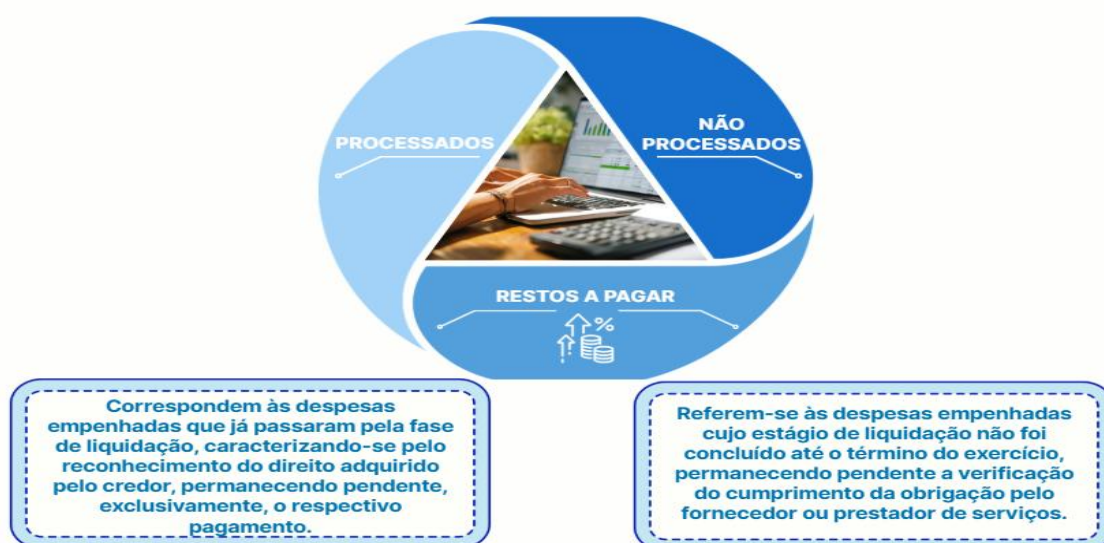 PROCESSADOS
NÃO
PROCESSADOS
RESTOS A PAGAR
%
Correspondem às despesas
empenhadas que já passaram pela fase
de liquidação, caracterizando-se pelo
reconhecimento do direito adquirido
pelo credor, permanecendo pendente,
exclusivamente, o respectivo
pagamento.
Referem-se às despesas empenhadas
cujo estágio de liquidação não foi
concluído até o término do exercício,
permanecendo pendente a verificação
do cumprimento da obrigação pelo
fornecedor ou prestador de serviços.